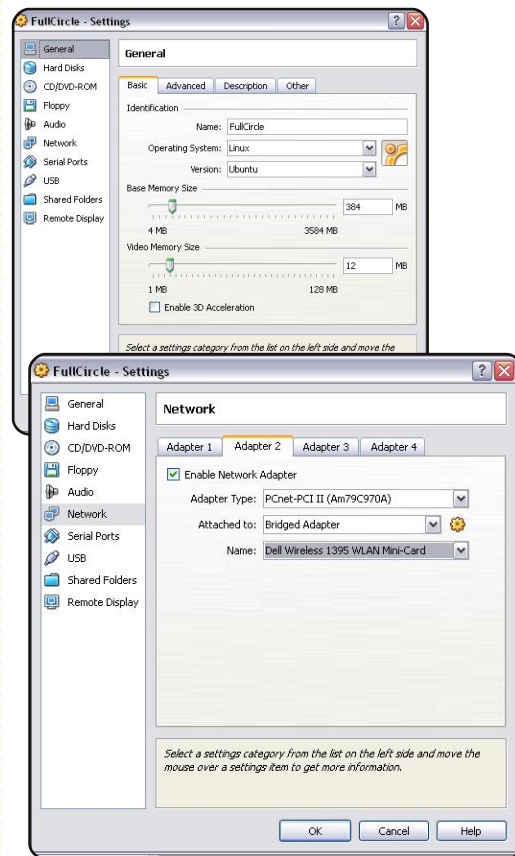 FullCircle - Settings
General
Hard Disks
CD/DVD-ROM
Floppy
Audio
Network
Serial Ports
USB
Shared Folders
Remote Display
General
Basic Advanced Description Other
Identification
Name: FullCircle
Operating System: Linux
Version: Ubuntu
Base Memory Size
384 MB
4 MB 3584 MB
Video Memory Size
12 MB
1 MB 128 MB
Enable 3D Acceleration
Select a settings category from the list on the left side and move the
FullCircle - Settings
General
Hard Disks
CD/DVD-ROM
Floppy
Audio
Network
Serial Ports
USB
Shared Folders
Remote Display
Network
Adapter 1 Adapter 2 Adapter 3 Adapter 4
Enable Network Adapter
Adapter Type: PCnet-PCI II (Am79C970A)
Attached to: Bridged Adapter
Name: Dell Wireless 1395 WLAN Mini-Card
Select a settings category from the list on the left side and move the
mouse over a settings item to get more information.
OK Cancel Help